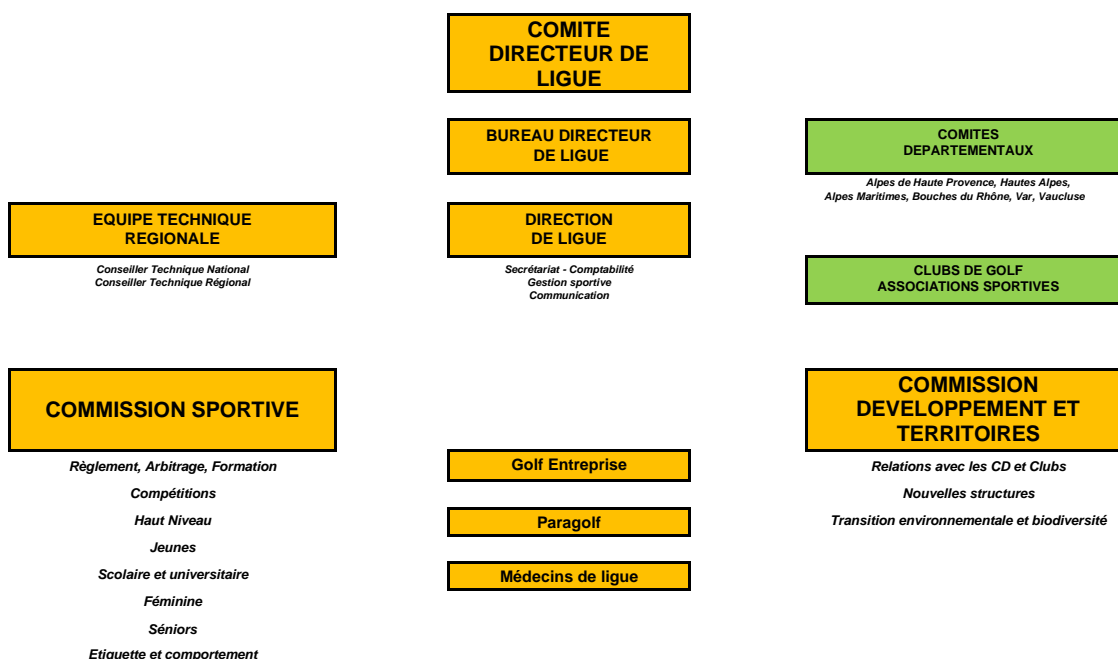 COMITE
DIRECTEUR DE
LIGUE
BUREAU DIRECTEUR
DE LIGUE
COMITES
DEPARTEMENTAUX
Alpes de Haute Provence, Hautes Alpes,
Alpes Maritimes, Bouches du Rhône, Var, Vaucluse
EQUIPE TECHNIQUE
REGIONALE
DIRECTION
DE LIGUE
Conseiller Technique National
Conseiller Technique Régional
Secrétariat - Comptabilité
Gestion sportive
Communication
CLUBS DE GOLF
ASSOCIATIONS SPORTIVES
COMMISSION SPORTIVE
COMMISSION
DEVELOPPEMENT ET
TERRITOIRES
Règlement, Arbitrage, Formation
Compétitions
Haut Niveau
Jeunes
Scolaire et universitaire
Féminine
Séniors
Etiquette et comportement
Golf Entreprise
Paragolf
Médecins de ligue
Relations avec les CD et Clubs
Nouvelles structures
Transition environnementale et biodiversité